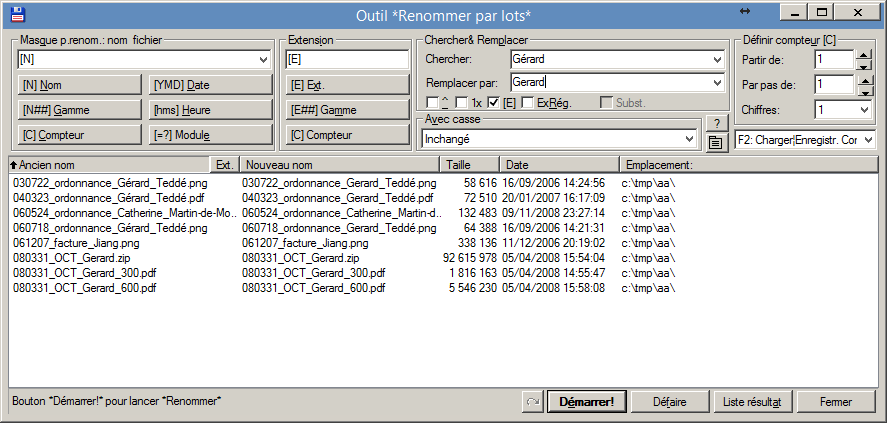 Outil *Renommer par lots*
Masque p.renom.: nom fichier
[N]
[N] Nom
[YMD] Date
[N##] Gamme
[hms] Heure
[C] Compteur
[=?] Module
Extension
[E]
[E] Ext.
[E##] Gamme
[C] Compteur
Chercher& Remplacer
Chercher:
Gérard
Remplacer par:
Gerard
^
1x
[E]
ExRég.
Subst.
Avec casse
Inchangé
?
Définir compteur [C]
Partir de:
1
Par pas de:
1
Chiffres:
1
F2: Charger¦Enregistr. Cor
Ancien nom Ext. Nouveau nom Taille Date Emplacement:
030722_ordonnance_Gérard_Teddé.png 030722_ordonnance_Gerard_Teddé.png 58 616 16/09/2006 14:24:56 c:\tmp\aa\
040323_ordonnance_Gérard_Teddé.pdf 040323_ordonnance_Gerard_Teddé.pdf 72 510 20/01/2007 16:17:09 c:\tmp\aa\
060524_ordonnance_Catherine_Martin-de-Mo... 060524_ordonnance_Catherine_Martin-d... 132 483 09/11/2008 23:27:14 c:\tmp\aa\
060718_ordonnance_Gérard_Teddé.png 060718_ordonnance_Gerard_Teddé.png 64 388 16/09/2006 14:21:31 c:\tmp\aa\
061207_facture_Jiang.png 061207_facture_Jiang.png 338 136 11/12/2006 20:19:02 c:\tmp\aa\
080331_OCT_Gerard.zip 080331_OCT_Gerard.zip 92 615 978 05/04/2008 15:54:04 c:\tmp\aa\
080331_OCT_Gerard_300.pdf 080331_OCT_Gerard_300.pdf 1 816 163 05/04/2008 14:55:47 c:\tmp\aa\
080331_OCT_Gerard_600.pdf 080331_OCT_Gerard_600.pdf 5 546 230 05/04/2008 15:58:08 c:\tmp\aa\
Bouton *Démarrer!* pour lancer *Renommer*
Démarrer!
Défaire
Liste résultat
Fermer